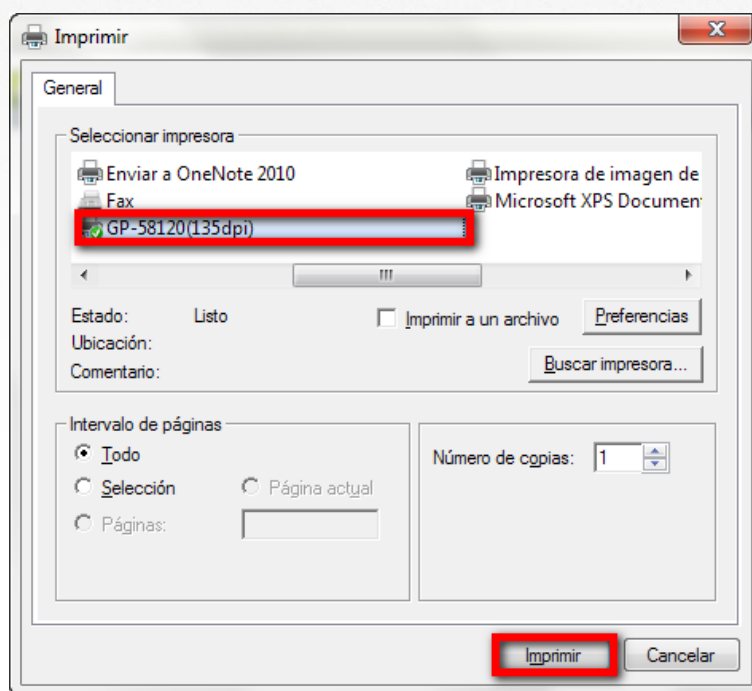 Imprimir
General
Seleccionar impresora
Enviar a OneNote 2010
Impresora de imagen de
Fax
Microsoft XPS Documen
GP-58120(135dpi)
Estado: Listo
Imprimir a un archivo
Preferencias
Ubicación:
Comentario:
Buscar impresora...
Intervalo de páginas
Todo
Selección
Página actual
Páginas:
Número de copias: 1
Imprimir
Cancelar